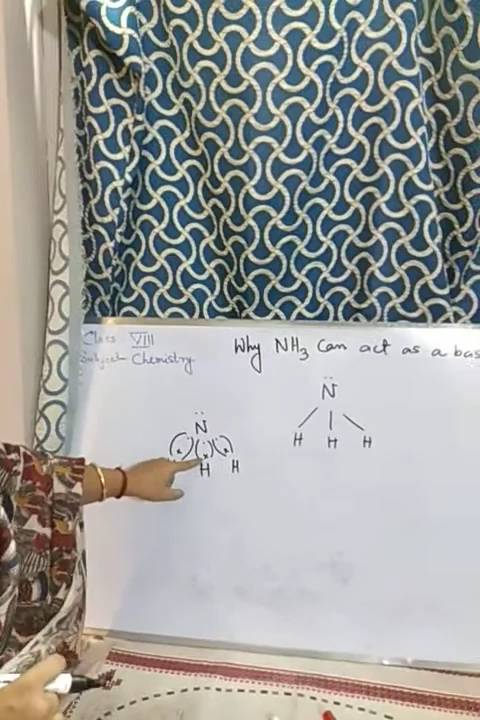 Class VIII
Subject - Chemistry
Why NH3 Can act as a bas
N
H H H
N
H H